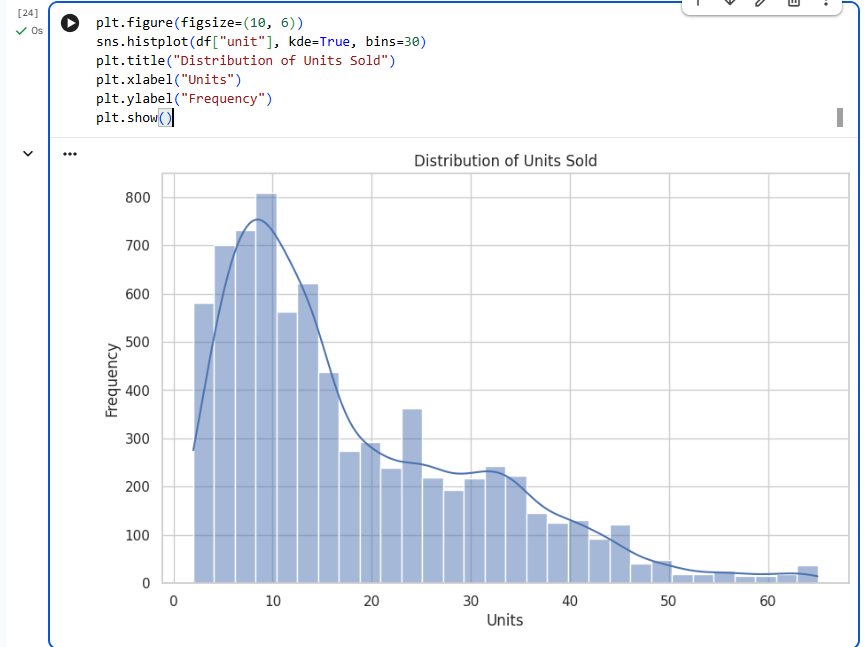 [24]
0s
plt.figure(figsize=(10, 6))
sns.histplot(df["unit"], kde=True, bins=30)
plt.title("Distribution of Units Sold")
plt.xlabel("Units")
plt.ylabel("Frequency")
plt.show()
Distribution of Units Sold
800
700
600
500
400
300
200
100
0
Frequency
0 10 20 30 40 50 60
Units